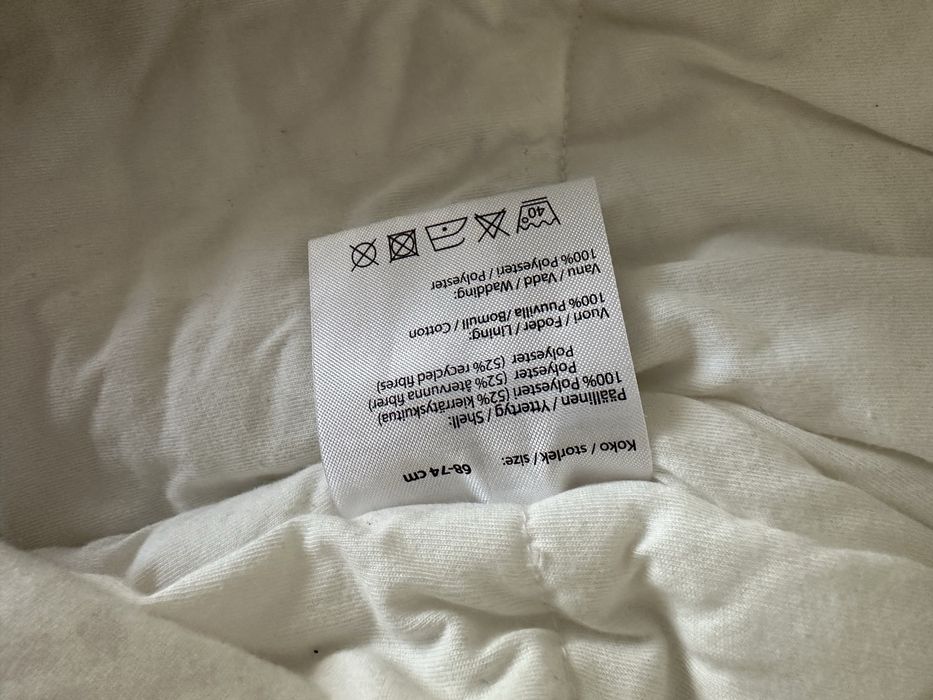 Koko / storlek / size: 68-74 cm
Päällinen / Yttertyg / Shell:
100% Polyesteri (52% kierrätyskuitua)
Polyester (52% återvunna fibrer)
Polyester (52% recycled fibres)
Vuori / Foder / Lining:
100% Puuvilla / Bomull / Cotton
Vanu / Vadd / Wadding:
100% Polyesteri / Polyester
40°